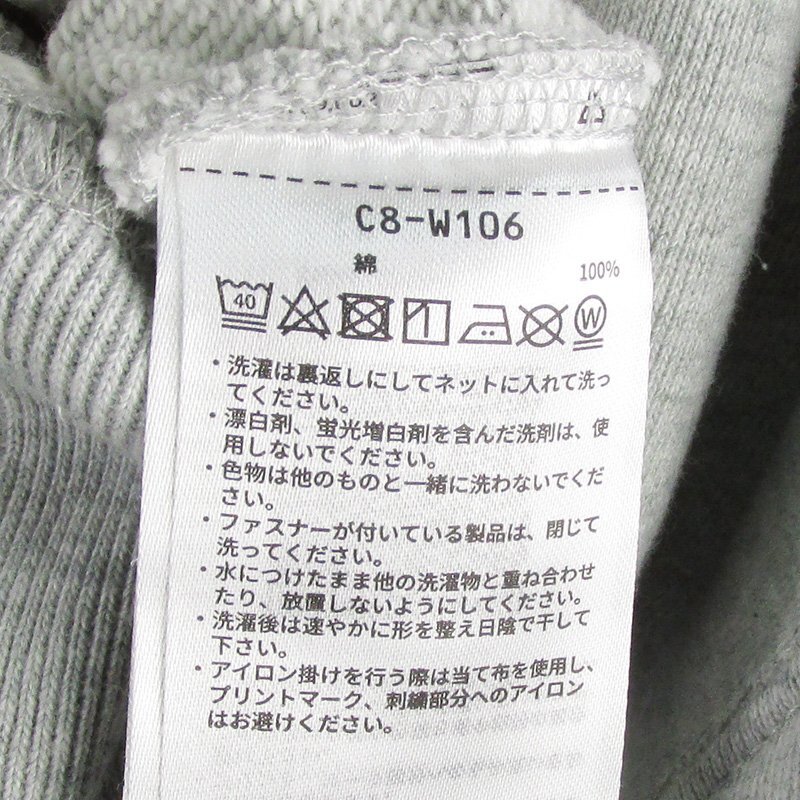 C8-W106
綿 100%
40 W
・洗濯は裏返しにしてネットに入れて洗っ
てください。
・漂白剤、蛍光増白剤を含んだ洗剤は、使
用しないでください。
・色物は他のものと一緒に洗わないでくだ
さい。
・ファスナーが付いている製品は、閉じて
洗ってください。
・水につけたまま他の洗濯物と重ね合わせ
たり、放置しないようにしてください。
・洗濯後は速やかに形を整え日陰で干して
下さい。
・アイロン掛けを行う際は当て布を使用し、
プリントマーク、刺繍部分へのアイロン
はお避けください。